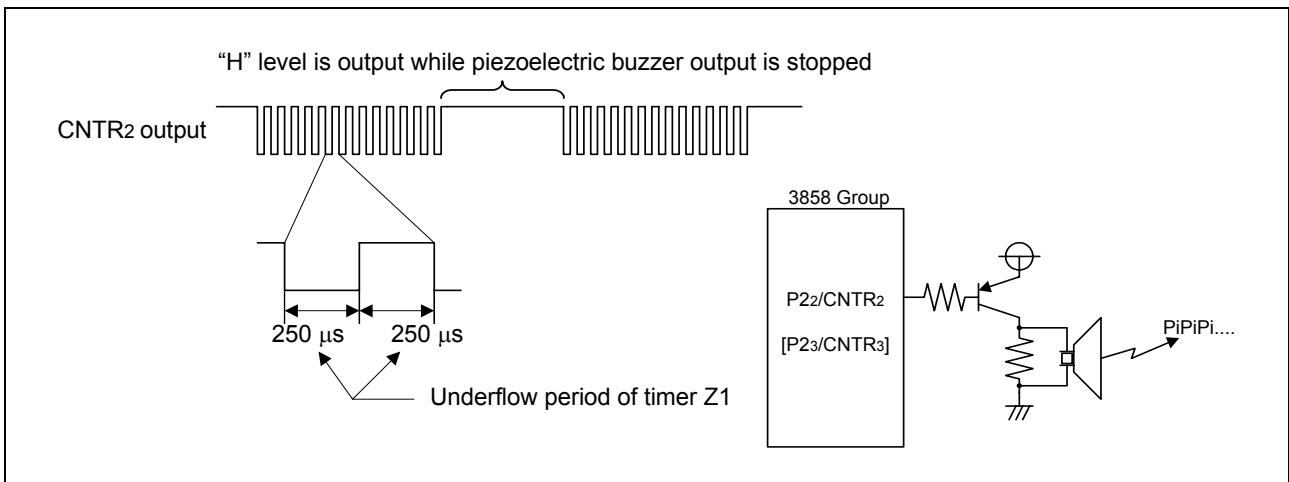 “H” level is output while piezoelectric buzzer output is stopped
CNTR2 output
250 μs
250 μs
Underflow period of timer Z1
3858 Group
P22/CNTR2
[P23/CNTR3]
PiPiPi....